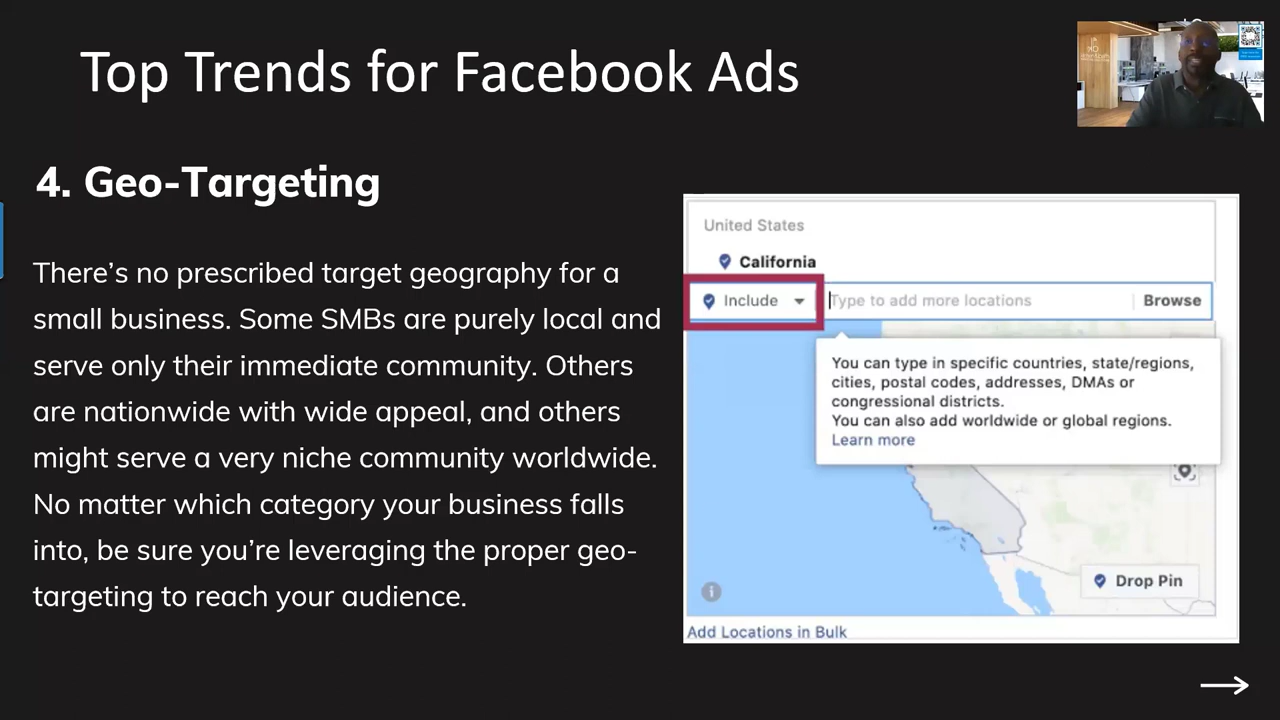 Top Trends for Facebook Ads
4. Geo-Targeting
There’s no prescribed target geography for a
small business. Some SMBs are purely local and
serve only their immediate community. Others
are nationwide with wide appeal, and others
might serve a very niche community worldwide.
No matter which category your business falls
into, be sure you’re leveraging the proper geo-
targeting to reach your audience.
United States
California
Include
Type to add more locations
Browse
You can type in specific countries, state/regions,
cities, postal codes, addresses, DMAs or
congressional districts.
You can also add worldwide or global regions.
Learn more
Drop Pin
Add Locations in Bulk